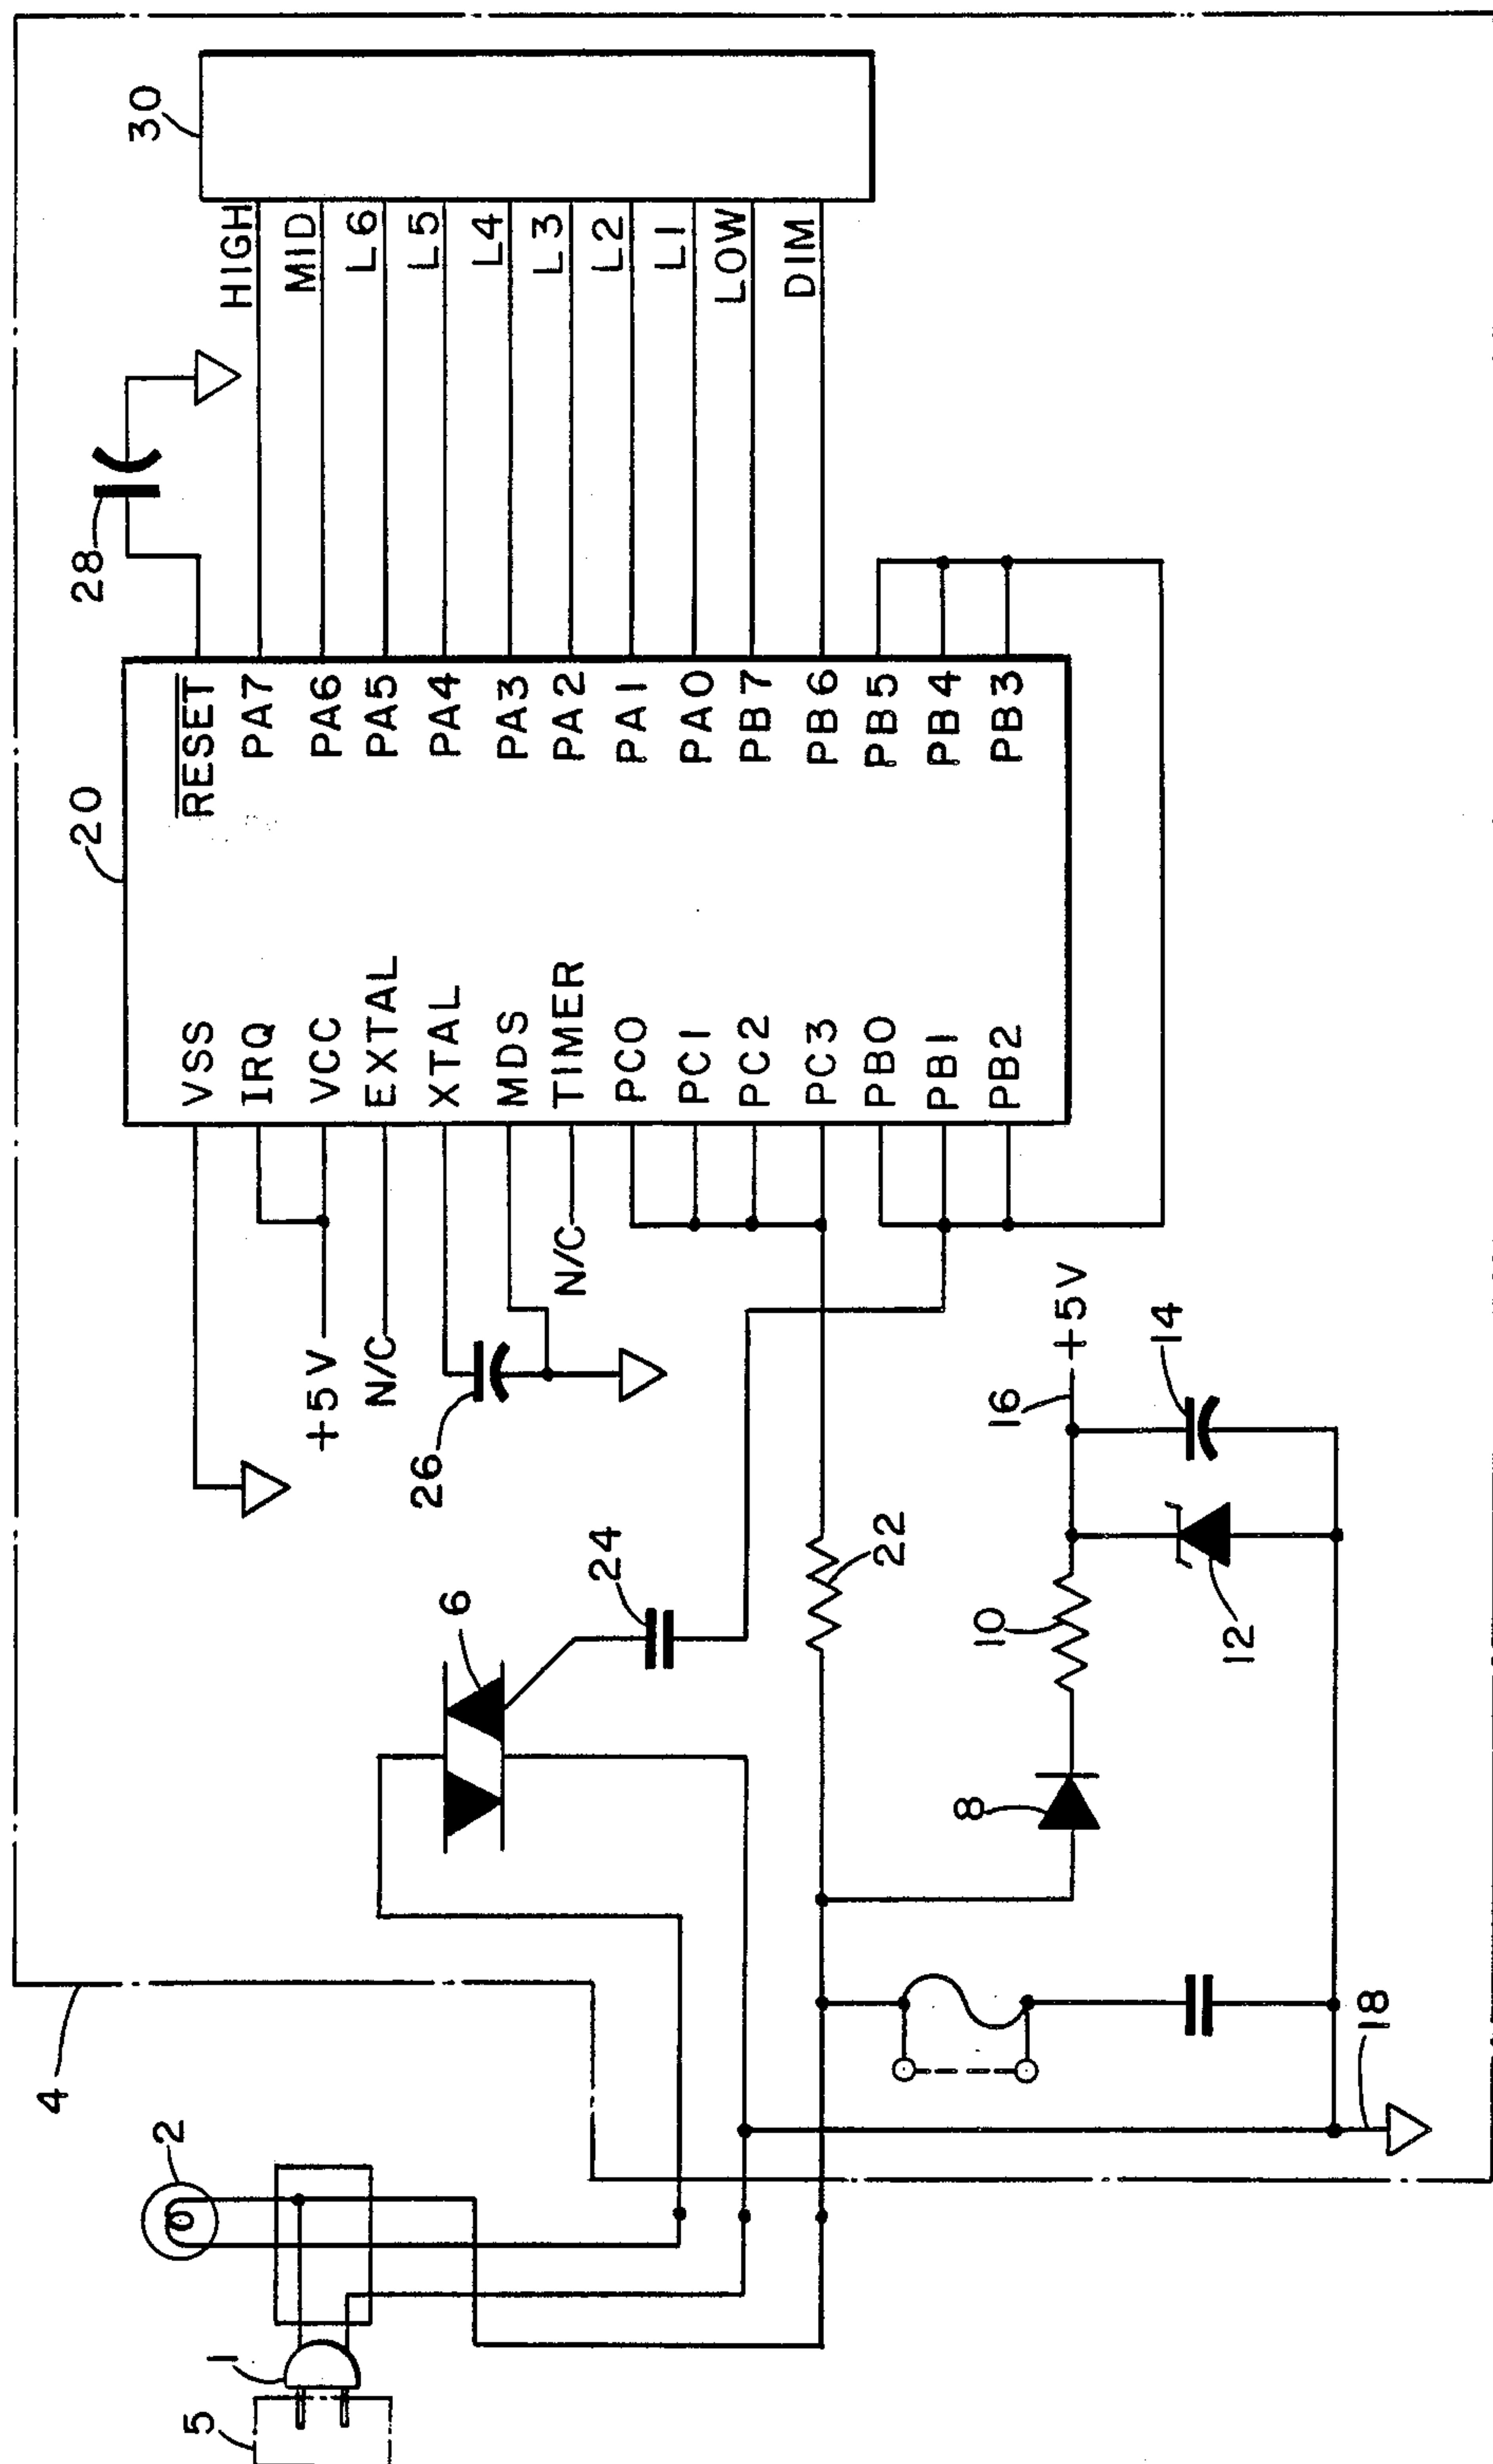 5
1
2
4
6
24
22
8
10
12
14
16
+5V
18
26
+5V
N/C
N/C
20
VSS
IRQ
VCC
EXTAL
XTAL
MDS
TIMER
PC0
PC1
PC2
PC3
PB0
PB1
PB2
RESET
PA7
PA6
PA5
PA4
PA3
PA2
PA1
PA0
PB7
PB6
PB5
PB4
PB3
28
30
HIGH
MID
L6
L5
L4
L3
L2
L1
LOW
DIM